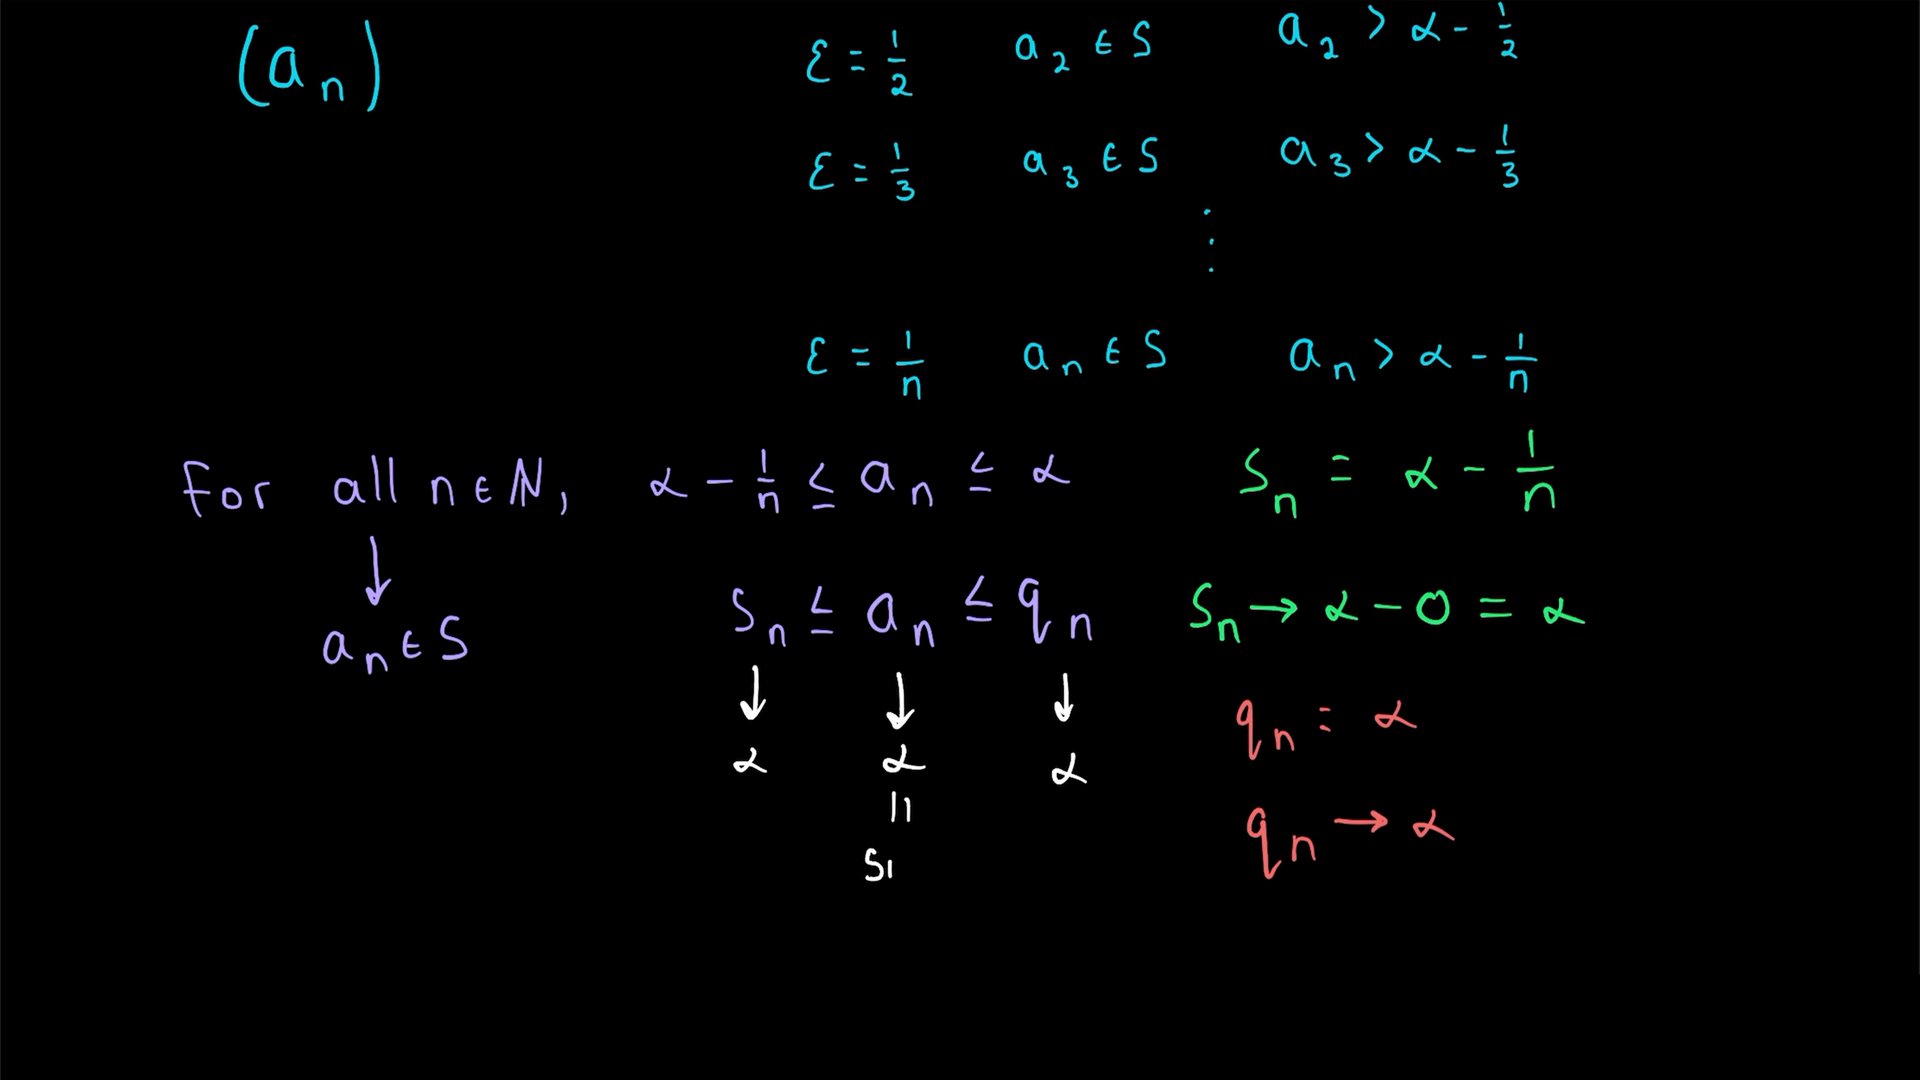 (aₙ)
ε = 1/2 a₂ ∈ S a₂ > α - 1/2
ε = 1/3 a₃ ∈ S a₃ > α - 1/3
⋮
ε = 1/n aₙ ∈ S aₙ > α - 1/n
For all n ∈ ℕ, α - 1/n ≤ aₙ ≤ α Sₙ = α - 1/n
↓
aₙ ∈ S Sₙ ≤ aₙ ≤ qₙ Sₙ → α - 0 = α
↓ ↓ ↓
α α α
qₙ = α
||
qₙ → α